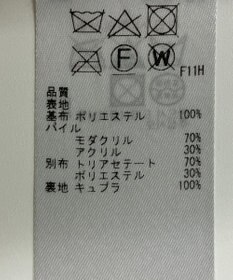 F W
F11H
品質
表地
基布 ポリエステル 100%
パイル
モダクリル 70%
アクリル 30%
別布 トリアセテート 70%
ポリエステル 30%
裏地 キュプラ 100%